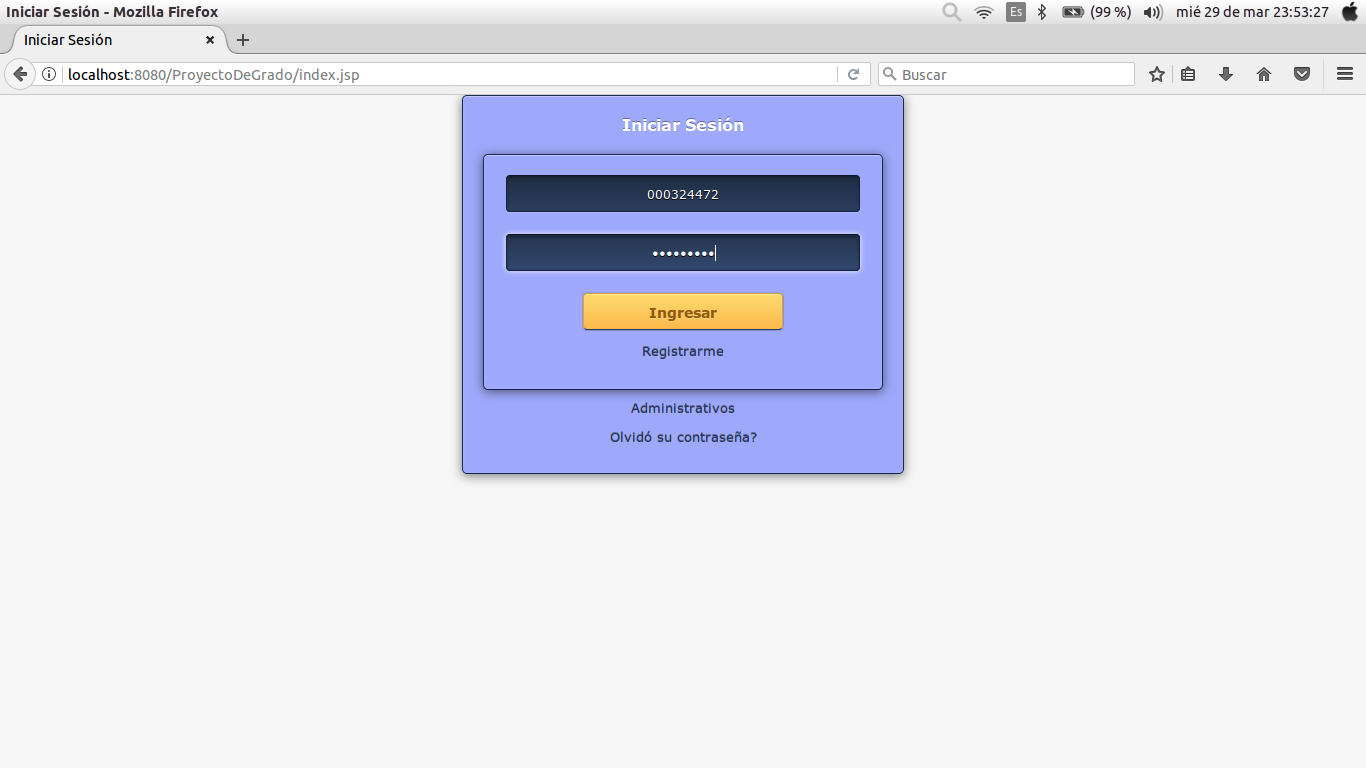 Iniciar Sesión - Mozilla Firefox
Es
(99 %)
mié 29 de mar 23:53:27
Iniciar Sesión
localhost:8080/ProyectoDeGrado/index.jsp
Buscar
Iniciar Sesión
000324472
•••••••••
Ingresar
Registrarme
Administrativos
Olvidó su contraseña?